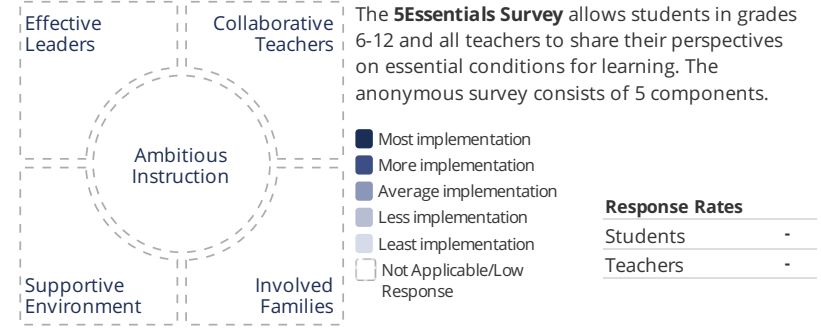 Effective
Leaders
Collaborative
Teachers
Ambitious
Instruction
Supportive
Environment
Involved
Families
The 5Essentials Survey allows students in grades
6-12 and all teachers to share their perspectives
on essential conditions for learning. The
anonymous survey consists of 5 components.
Most implementation
More implementation
Average implementation
Less implementation
Least implementation
Not Applicable/Low
Response
Response Rates
Students -
Teachers -